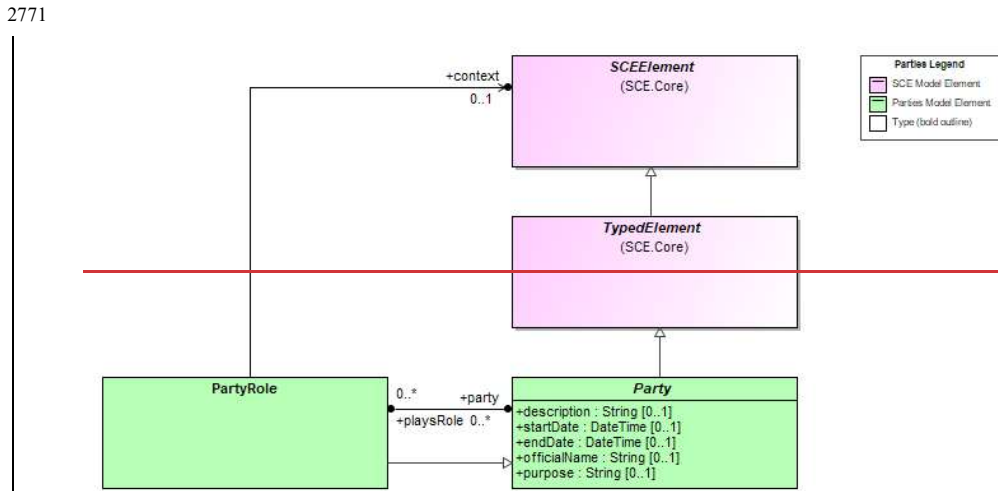 2771
SCEElement
(SCE.Core)
+context
0..1
Parties Legend
SCE Model Element
Parties Model Element
Type (bold outline)
TypedElement
(SCE.Core)
PartyRole
0..*
+party
+playsRole 0..*
Party
+description : String [0..1]
+startDate : DateTime [0..1]
+endDate : DateTime [0..1]
+officialName : String [0..1]
+purpose : String [0..1]